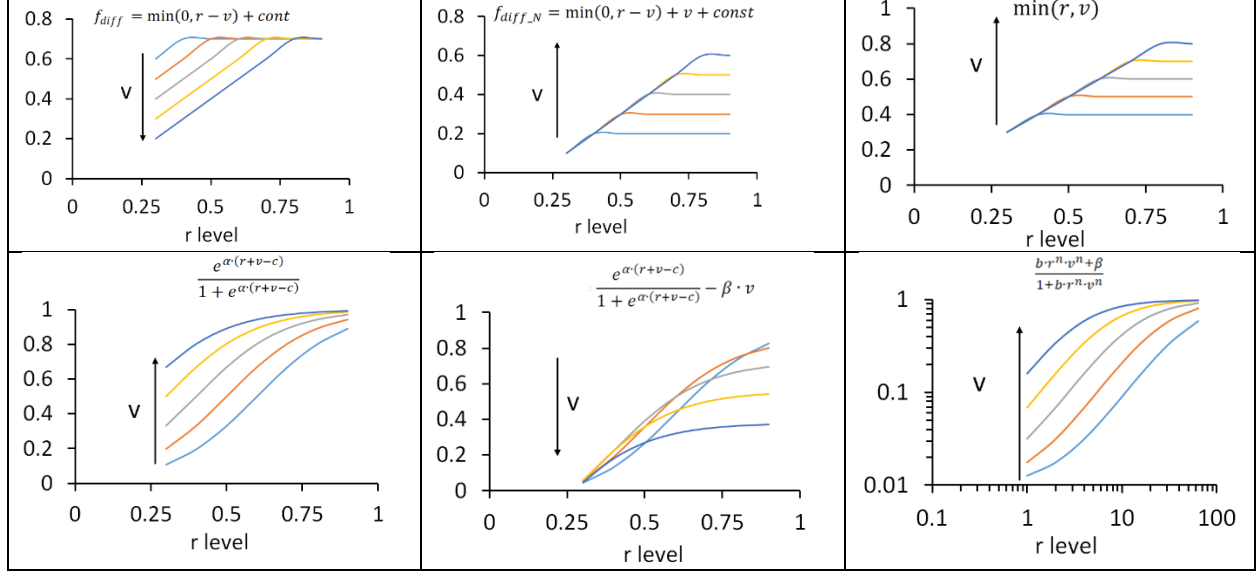 f_{diff} = min(0, r − v) + cont
0.8
0.6
0.4
0.2
0
V
0 0.25 0.5 0.75 1
r level
f_{diff\_N} = min(0, r − v) + v + const
0.8
0.6
0.4
0.2
0
V
0 0.25 0.5 0.75 1
r level
min(r, v)
1
0.8
0.6
0.4
0.2
0
V
0 0.25 0.5 0.75 1
r level
e^{α·(r+v−c)}
1 + e^{α·(r+v−c)}
1
0.8
0.6
0.4
0.2
0
V
0 0.25 0.5 0.75 1
r level
e^{α·(r+v−c)}
1 + e^{α·(r+v−c)} − β · v
1
0.8
0.6
0.4
0.2
0
V
0 0.25 0.5 0.75 1
r level
b·r^n·v^n+β
1+b·r^n·v^n
1
0.1
0.01
V
0.1 1 10 100
r level